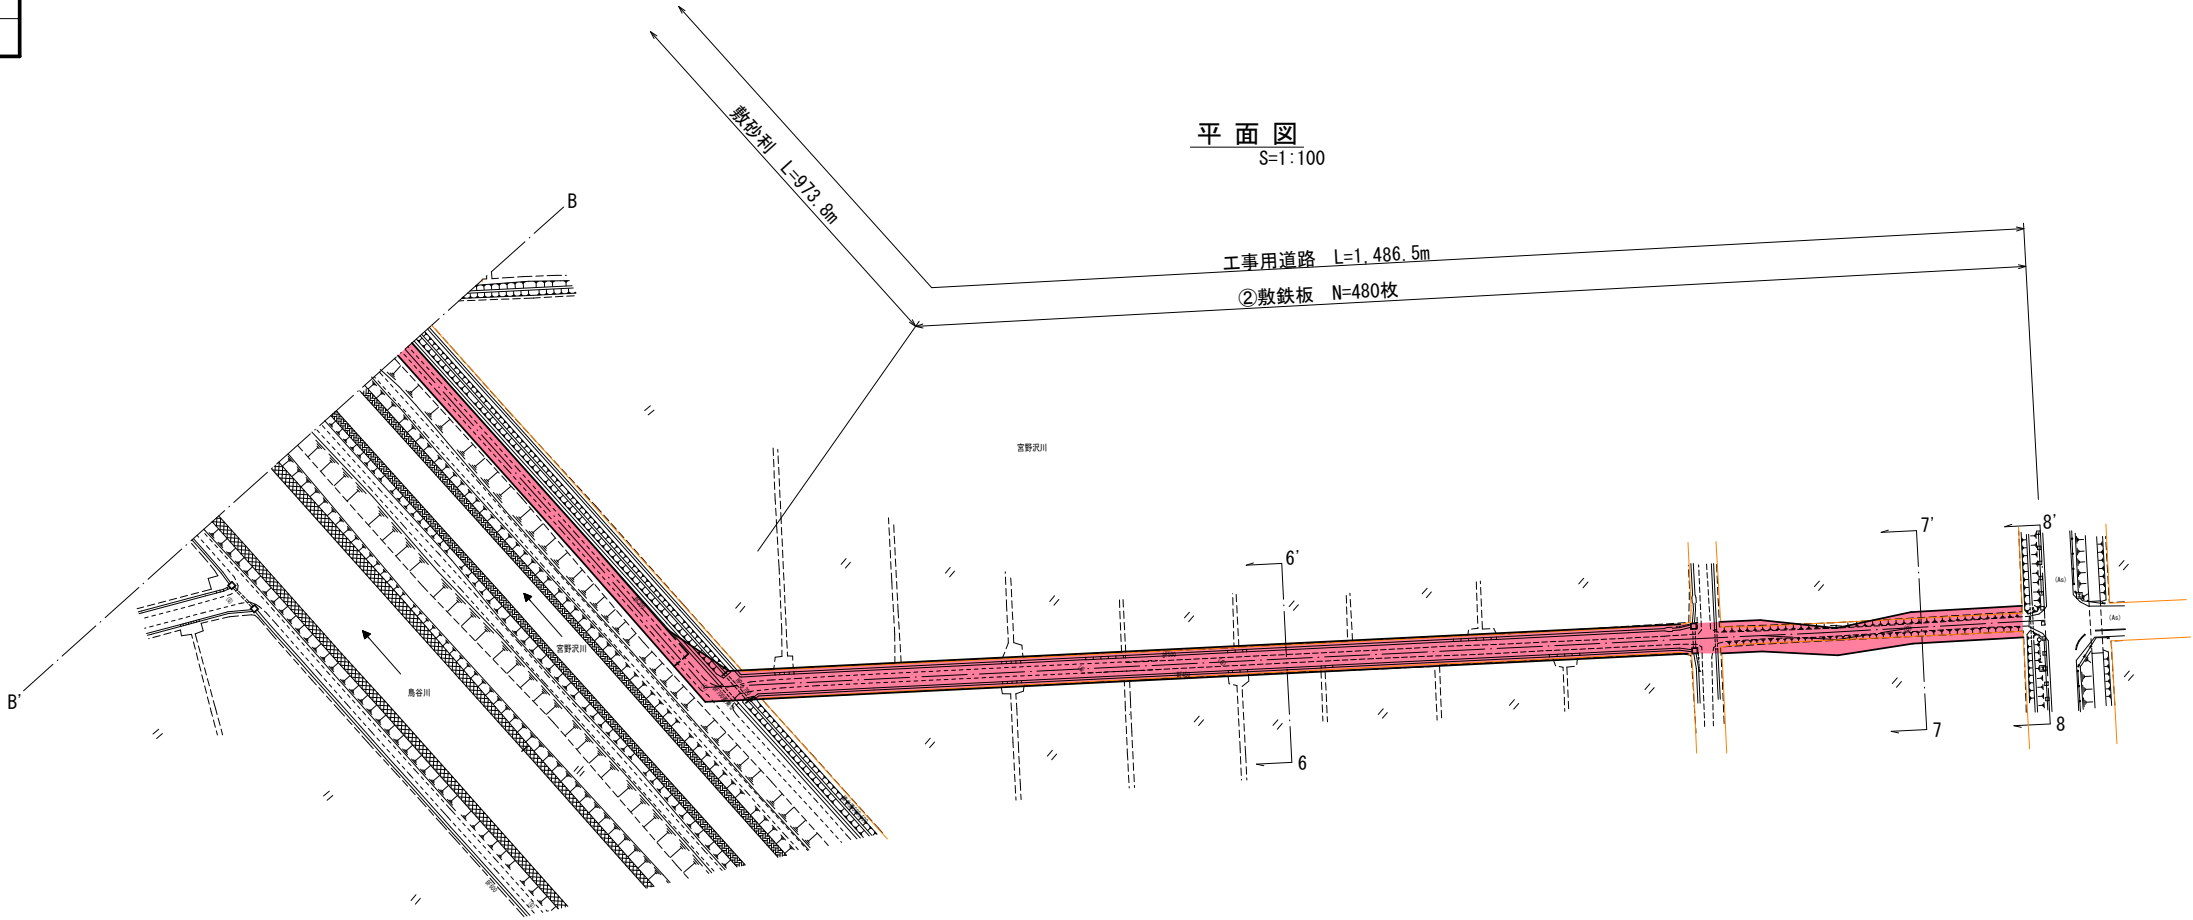 平面図
S=1:100
敷砂利 L=973.8m
B
工事用道路 L=1,486.5m
②敷鉄板 N=480枚
宮野沢川
7'
8'
6'
(As)
(As)
宮野沢川
鳥谷川
B'
7
8
6